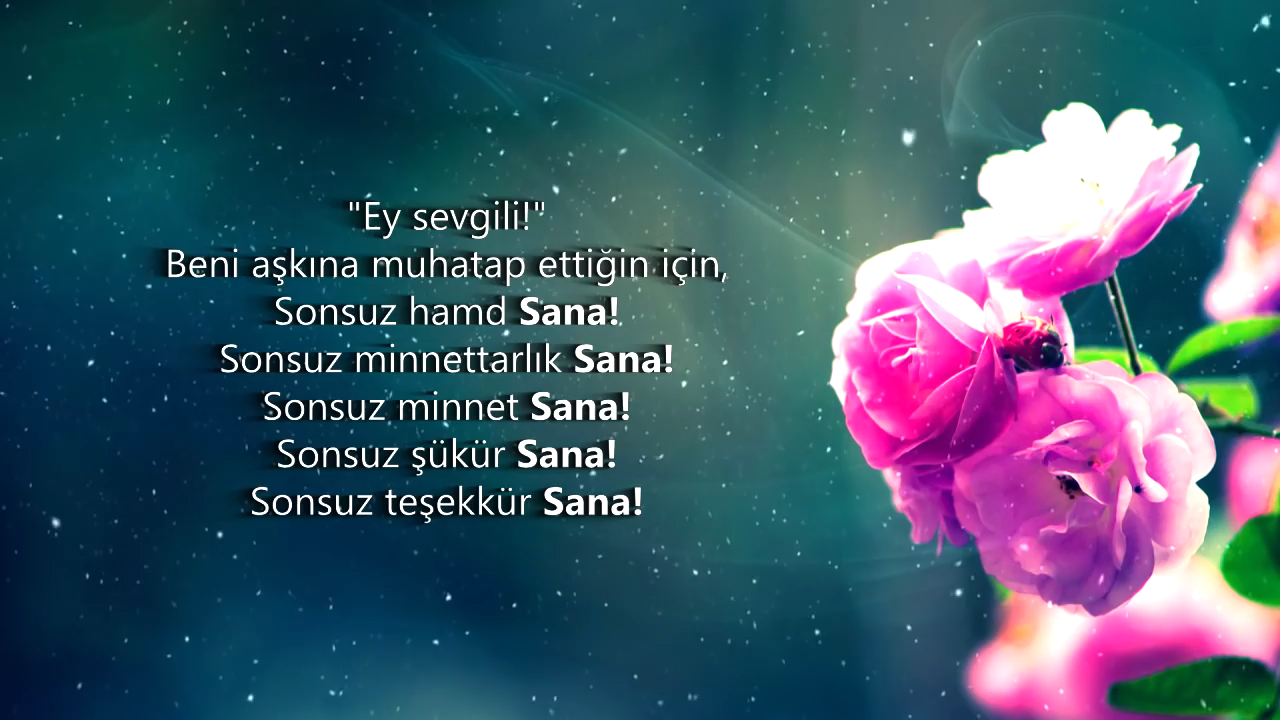 "Ey sevgili!"
Beni aşkına muhatap ettiğin için,
Sonsuz hamd Sana!
Sonsuz minnettarlık Sana!
Sonsuz minnet Sana!
Sonsuz şükür Sana!
Sonsuz teşekkür Sana!